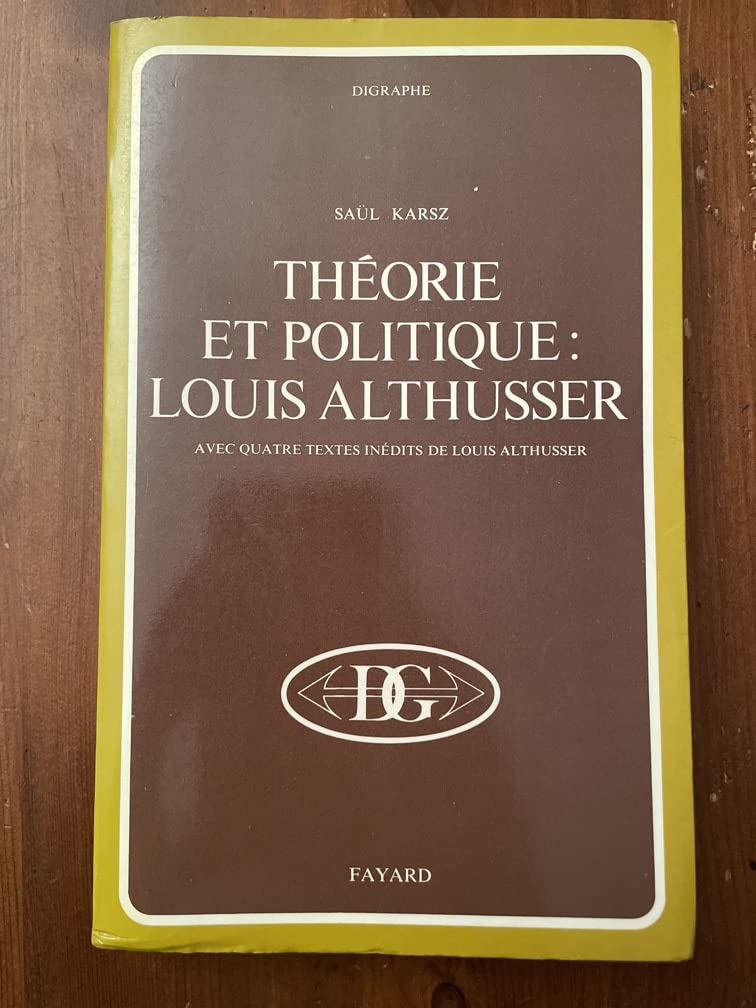 DIGRAPHE
SAÜL KARSZ
THÉORIE
ET POLITIQUE :
LOUIS ALTHUSSER
AVEC QUATRE TEXTES INÉDITS DE LOUIS ALTHUSSER
DG
FAYARD